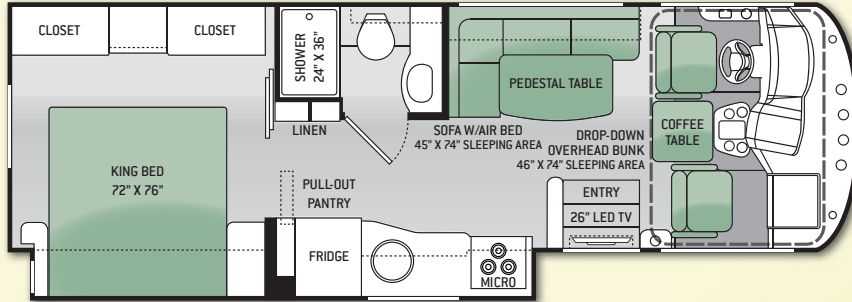 CLOSET
CLOSET
SHOWER
24" X 36"
PEDESTAL TABLE
LINEN
SOFA W/AIR BED
45" X 74" SLEEPING AREA
DROP-DOWN
OVERHEAD BUNK
46" X 74" SLEEPING AREA
COFFEE
TABLE
KING BED
72" X 76"
PULL-OUT
PANTRY
ENTRY
26" LED TV
FRIDGE
MICRO